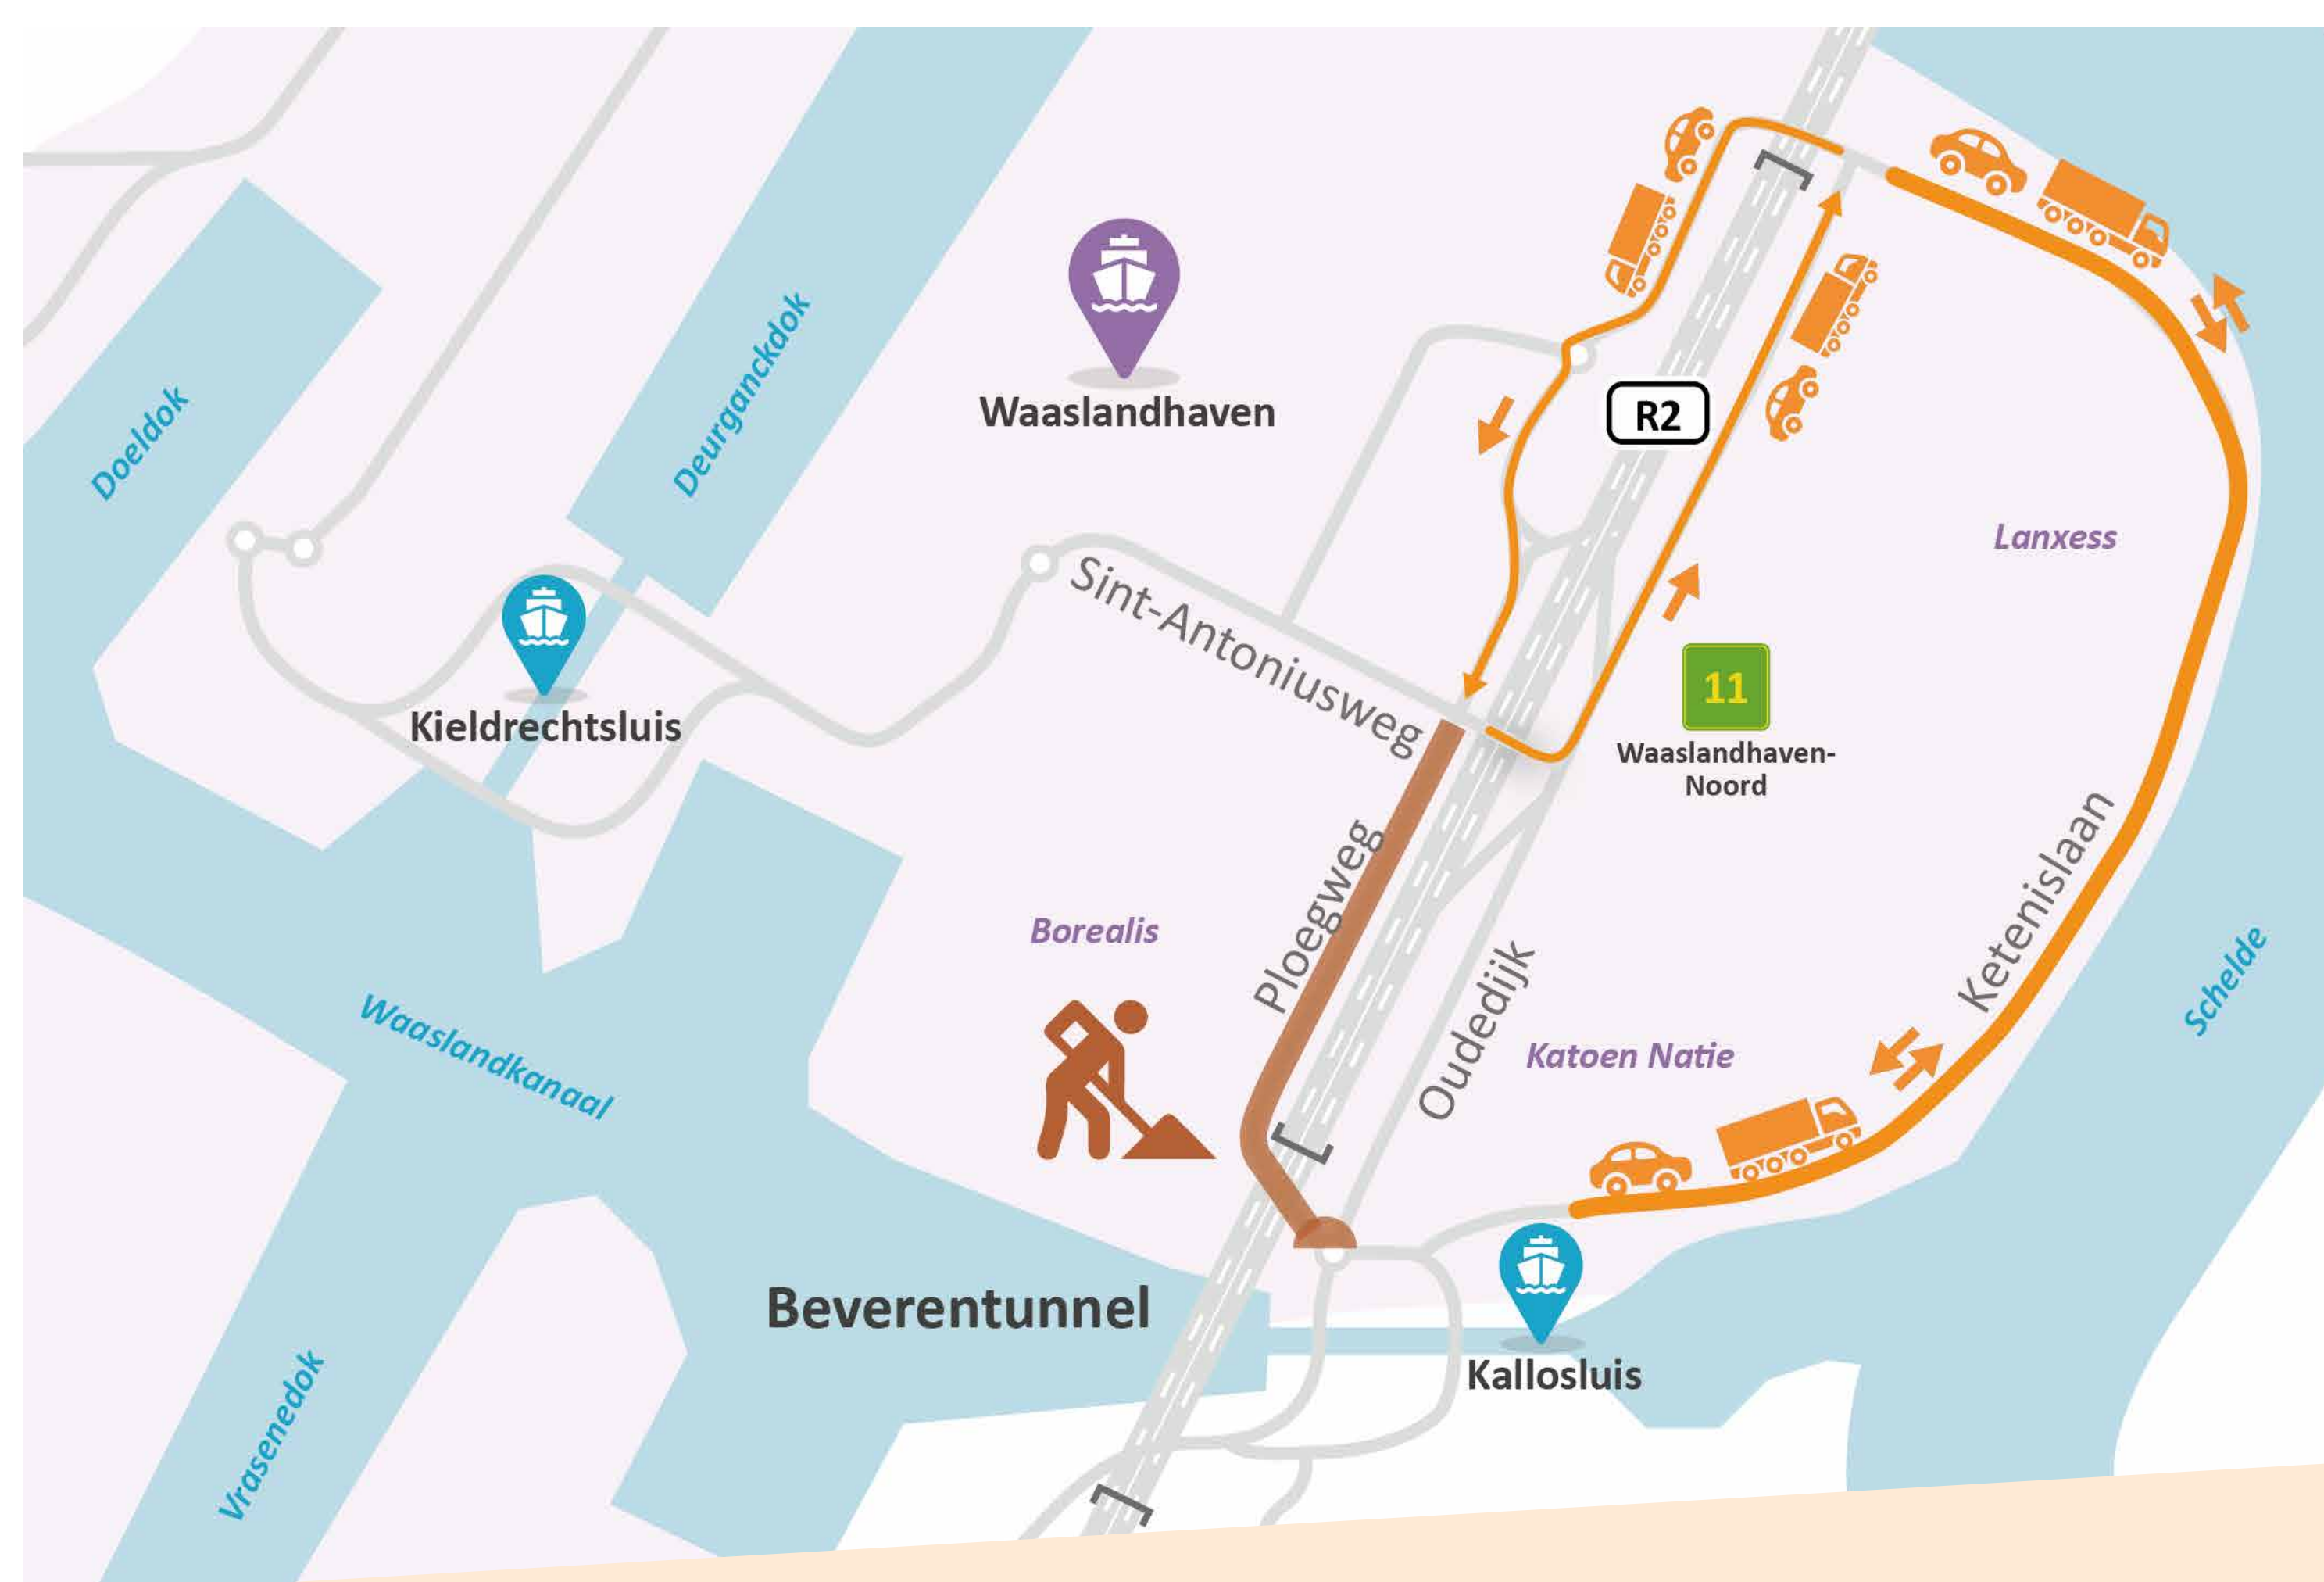 Doeldok
Deurganckdok
Waaslandhaven
R2
Lanxess
Sint-Antoniusweg
Kieldrechtsluis
11
Waaslandhaven-
Noord
Ploegweg
Ketenislaan
Borealis
Oudedijk
Schelde
Waaslandkanaal
Katoen Natie
Beverentunnel
Kallosluis
Vrasenedok